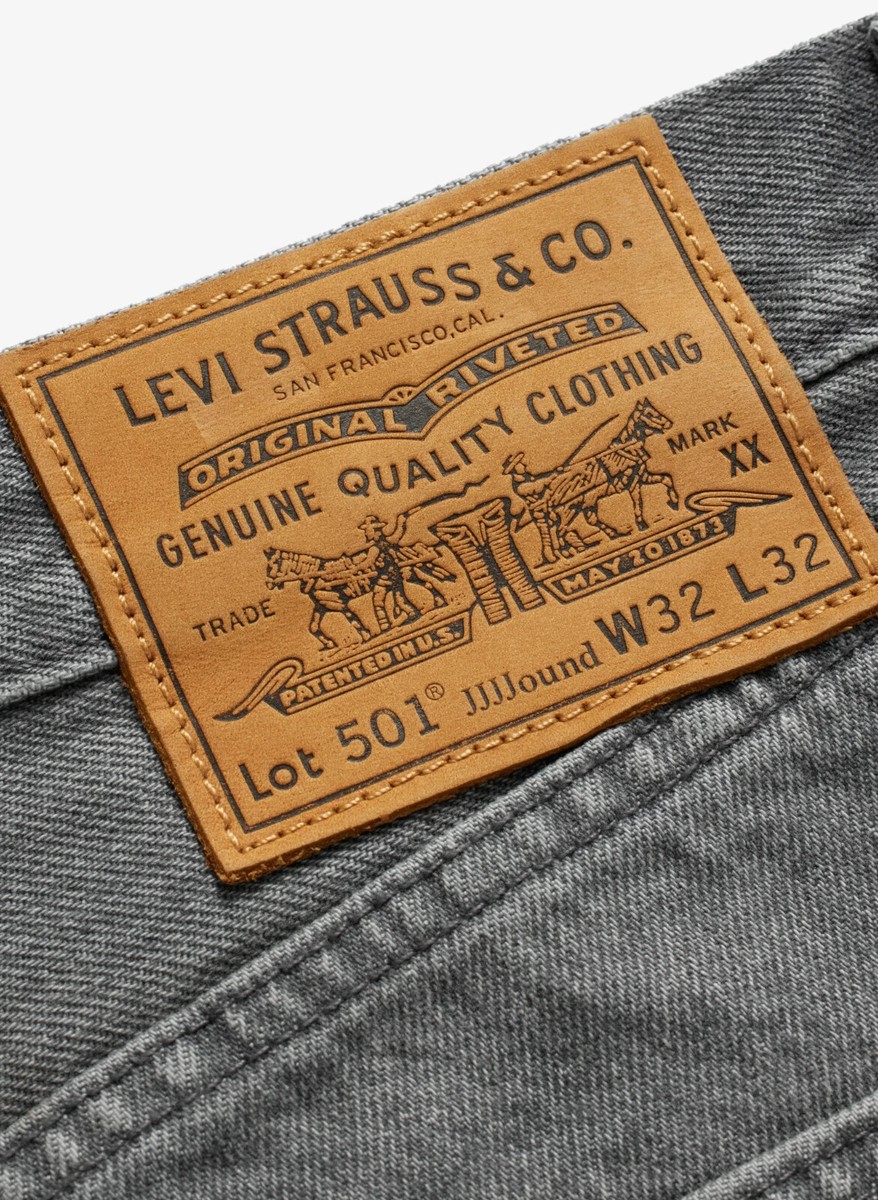 LEVI STRAUSS & CO.
SAN FRANCISCO, CAL.
ORIGINAL RIVETED
GENUINE QUALITY CLOTHING
TRADE MARK
XX
PATENTED IN U.S. MAY 20 1873
Lot 501® JJJJound W32 L32